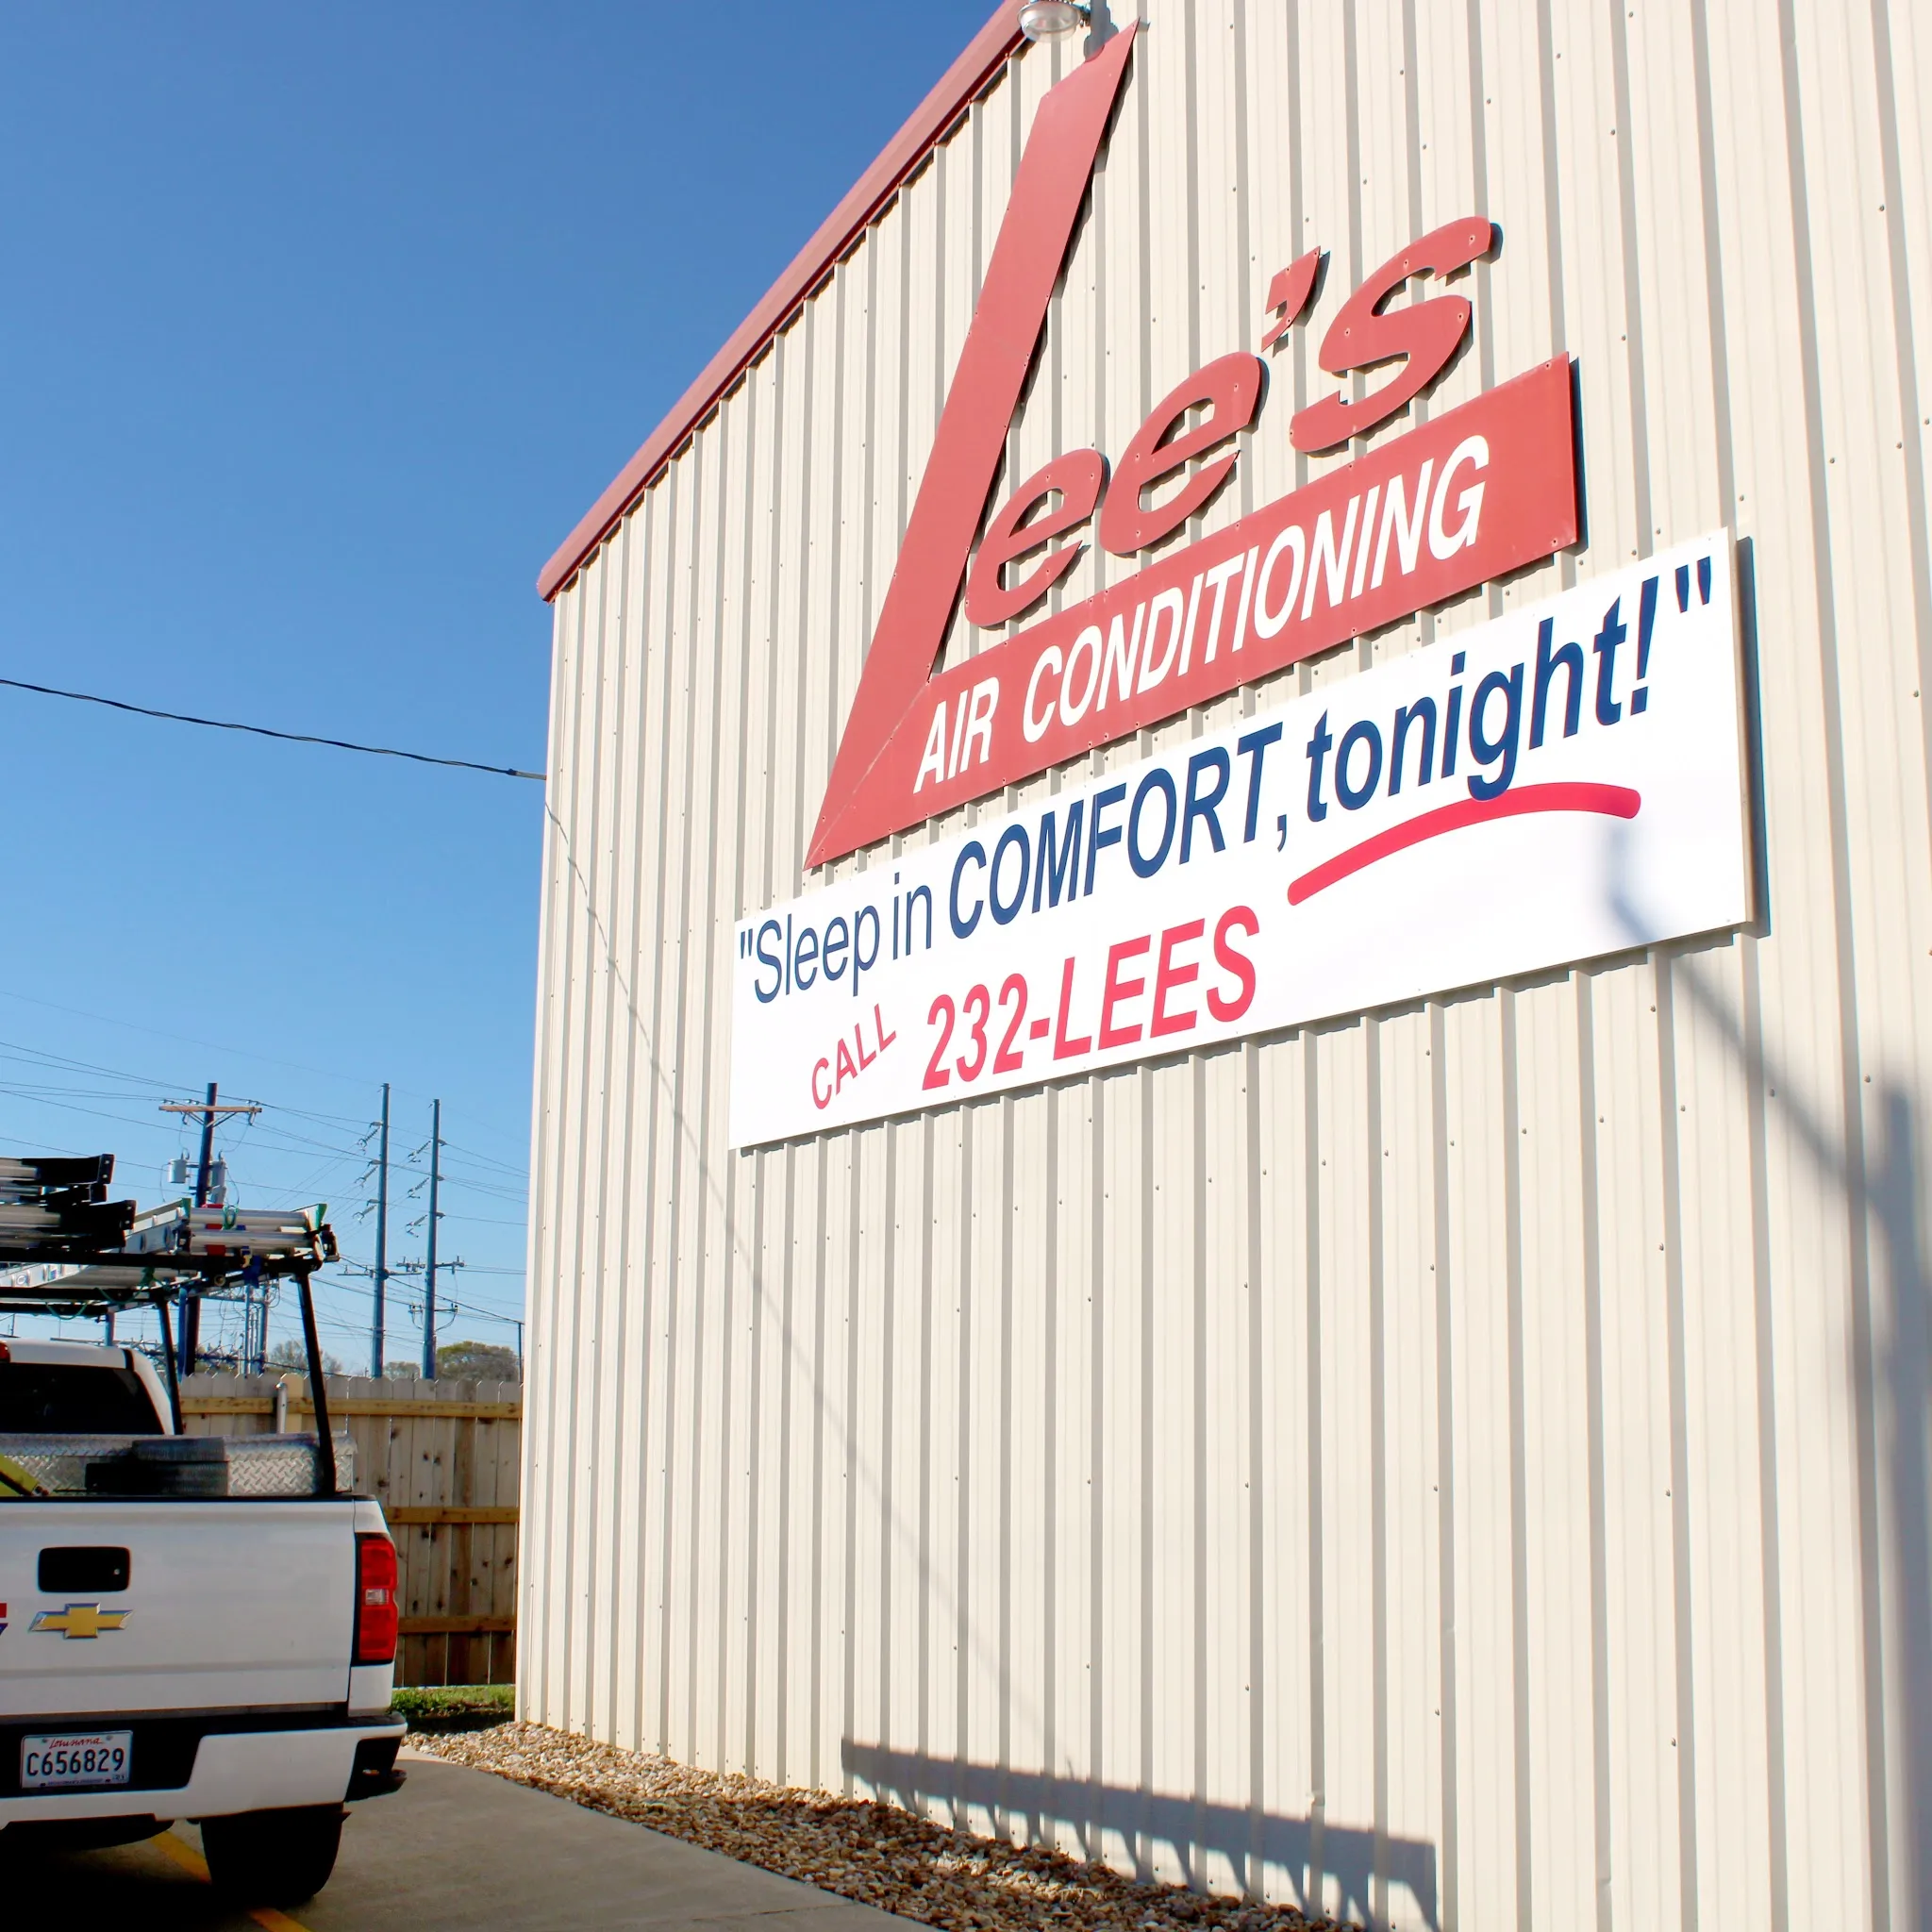 Lee's
AIR CONDITIONING
"Sleep in COMFORT, tonight!"
CALL 232-LEES
Louisiana
C656829